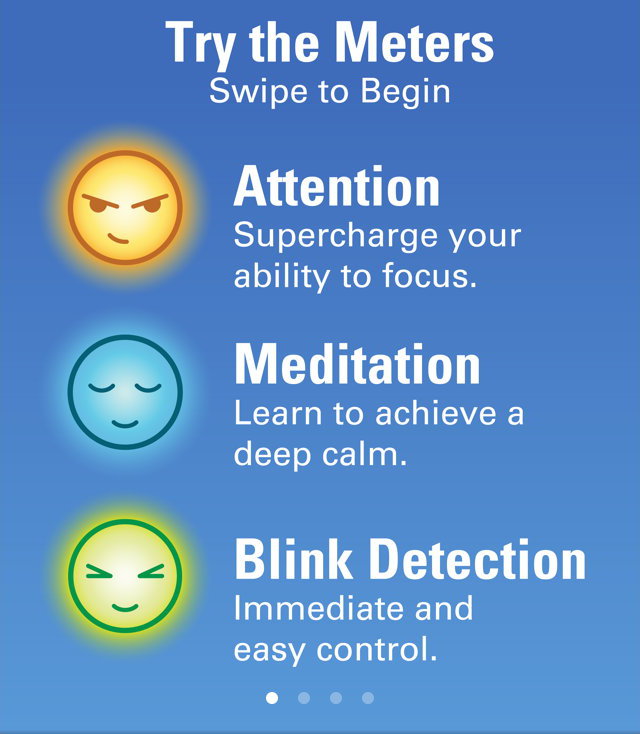 Try the Meters
Swipe to Begin
Attention
Supercharge your
ability to focus.
Meditation
Learn to achieve a
deep calm.
Blink Detection
Immediate and
easy control.